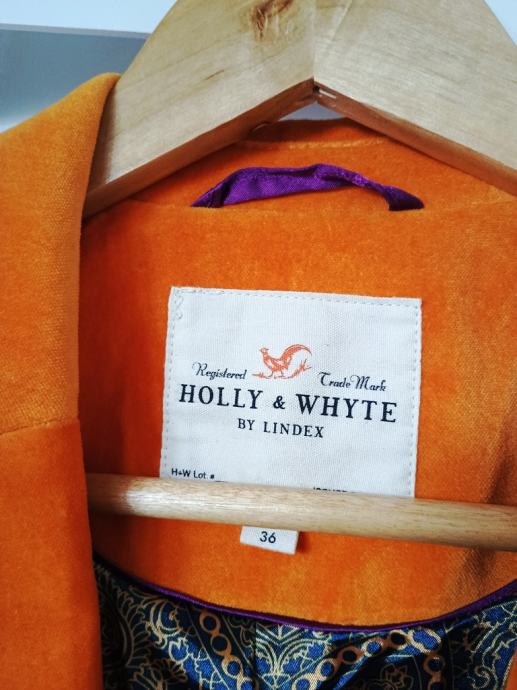 Registered Trade Mark
HOLLY & WHYTE
BY LINDEX
H+W Lot. #
36